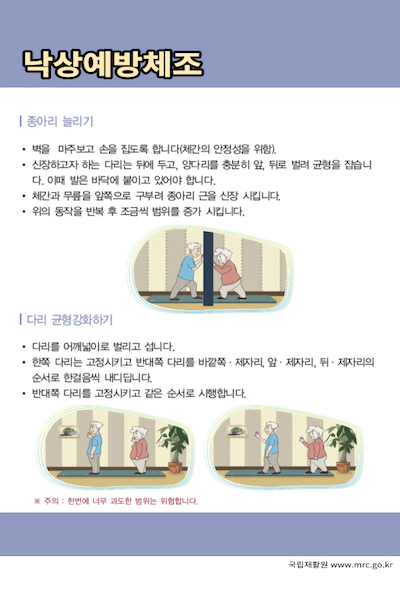 낙상예방체조
종아리 늘리기
• 벽을 마주보고 손을 짚도록 합니다(체간의 안정성을 위함).
• 신장하고자 하는 다리는 뒤에 두고, 양다리를 충분히 앞, 뒤로 벌려 균형을 잡습니
다. 이때 발은 바닥에 붙이고 있어야 합니다.
• 체간과 무릎을 앞쪽으로 구부려 종아리 근을 신장 시킵니다.
• 위의 동작을 반복 후 조금씩 범위를 증가 시킵니다.
다리 균형강화하기
• 다리를 어깨넓이로 벌리고 섭니다.
• 한쪽 다리는 고정시키고 반대쪽 다리를 바깥쪽 · 제자리, 앞 · 제자리, 뒤 · 제자리의
순서로 한걸음씩 내디딥니다.
• 반대쪽 다리를 고정시키고 같은 순서로 시행합니다.
※ 주의 : 한번에 너무 과도한 범위는 위험합니다.
국립재활원 www.mrc.go.kr